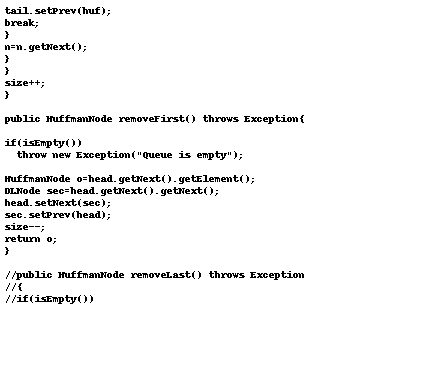 tail.setPrev(huf);
break;
}
n=n.getNext();
}
}
size++;
}

public HuffmanNode removeFirst() throws Exception{

if(isEmpty())
  throw new Exception("Queue is empty");

HuffmanNode o=head.getNext().getElement();
DLNode sec=head.getNext().getNext();
head.setNext(sec);
sec.setPrev(head);
size--;
return o;
}

//public HuffmanNode removeLast() throws Exception
//{
//if(isEmpty())